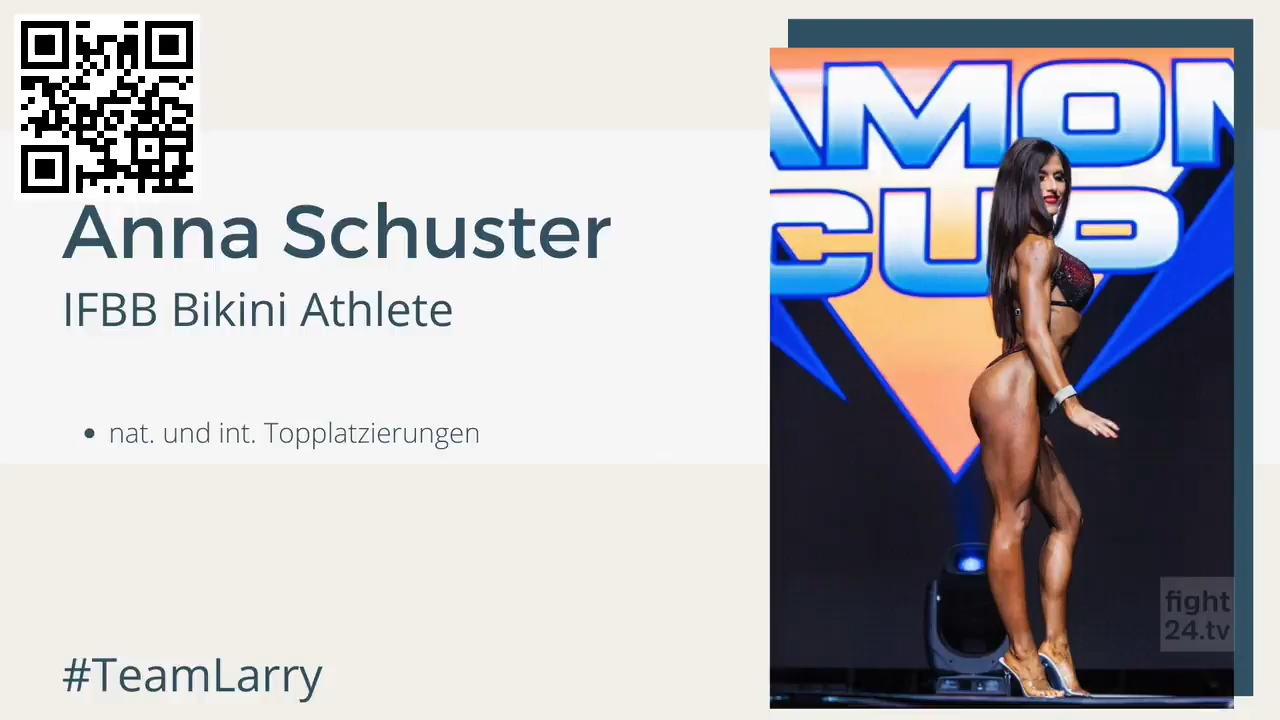 Anna Schuster
IFBB Bikini Athlete
• nat. und int. Topplatzierungen
#TeamLarry
AMON
CUP
fight
24.tv